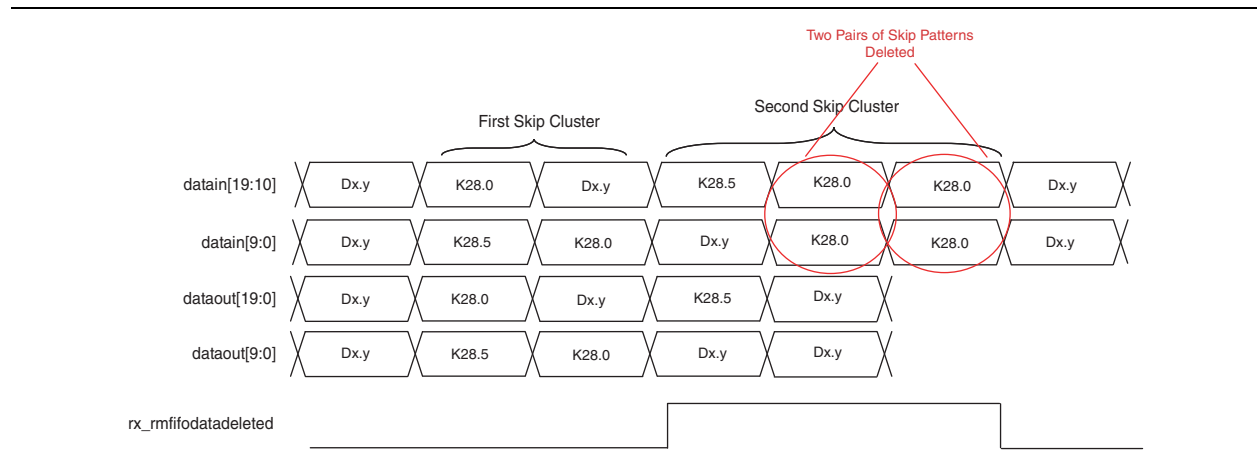 Two Pairs of Skip Patterns
Deleted
Second Skip Cluster
First Skip Cluster
datain[19:10] Dx.y K28.0 Dx.y K28.5 K28.0 K28.0 Dx.y
datain[9:0] Dx.y K28.5 K28.0 Dx.y K28.0 K28.0 Dx.y
dataout[19:0] Dx.y K28.0 Dx.y K28.5 Dx.y
dataout[9:0] Dx.y K28.5 K28.0 Dx.y Dx.y
rx_rmfifodatadeleted